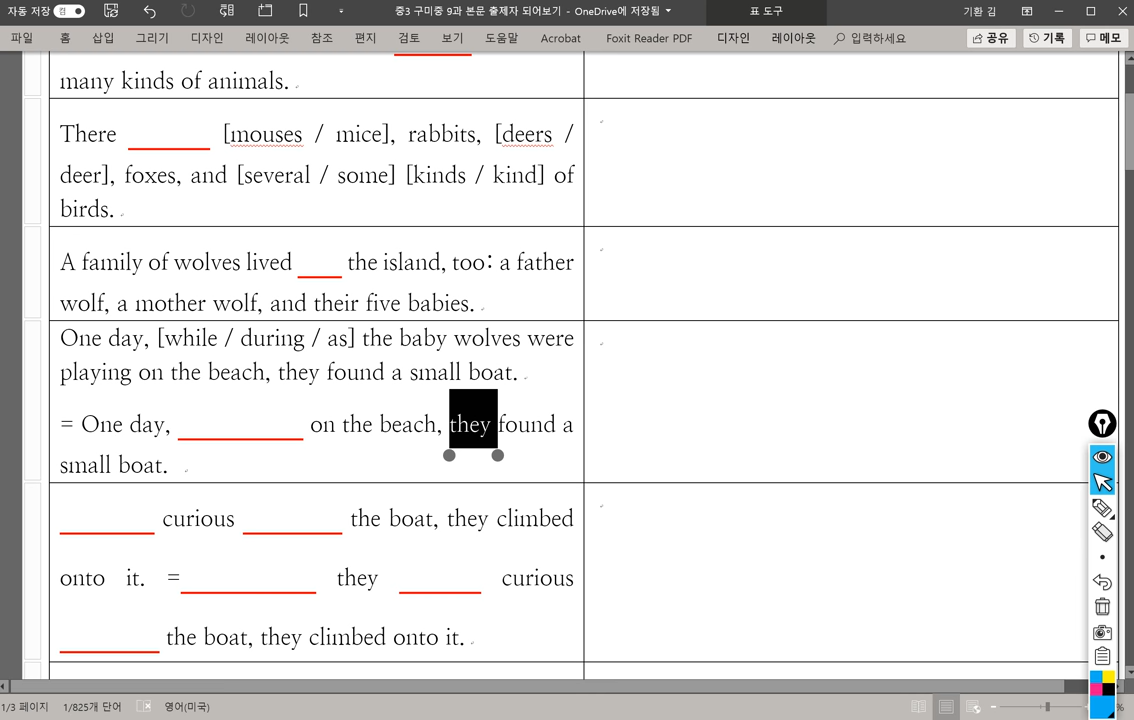 자동 저장 켬 중3 구미중 9과 본문 출제자 되어보기 - OneDrive에 저장됨 표 도구 기환 김
파일 홈 삽입 그리기 디자인 레이아웃 참조 편지 검토 보기 도움말 Acrobat Foxit Reader PDF 디자인 레이아웃 입력하세요 공유 기록 메모
many kinds of animals.
There [mouses / mice], rabbits, [deers /
deer], foxes, and [several / some] [kinds / kind] of
birds.
A family of wolves lived the island, too: a father
wolf, a mother wolf, and their five babies.
One day, [while / during / as] the baby wolves were
playing on the beach, they found a small boat.
= One day, on the beach, they found a
small boat.
curious the boat, they climbed
onto it. = they curious
the boat, they climbed onto it.
1/3 페이지 1/825개 단어 영어(미국) %